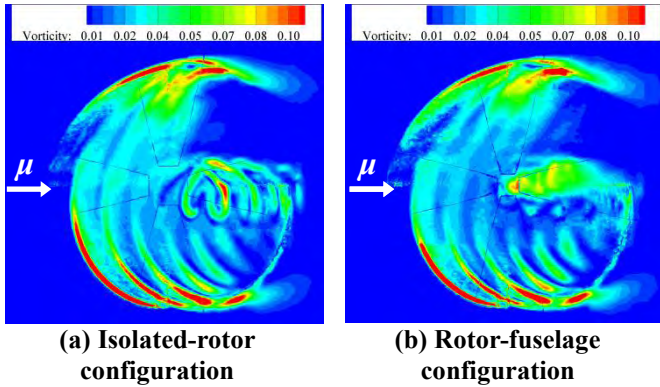 Vorticity: 0.01 0.02 0.04 0.05 0.07 0.08 0.10
Vorticity: 0.01 0.02 0.04 0.05 0.07 0.08 0.10
μ
μ
(a) Isolated-rotor
configuration
(b) Rotor-fuselage
configuration